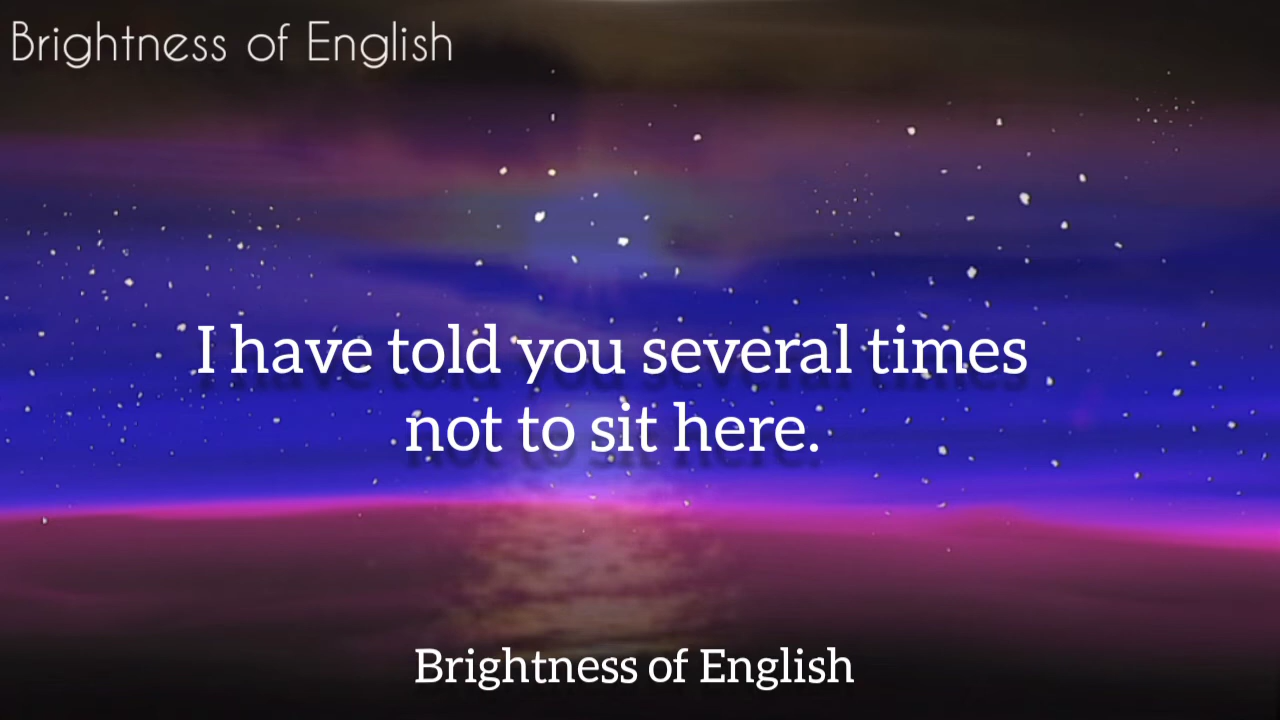 Brightness of English
I have told you several times
not to sit here.
Brightness of English